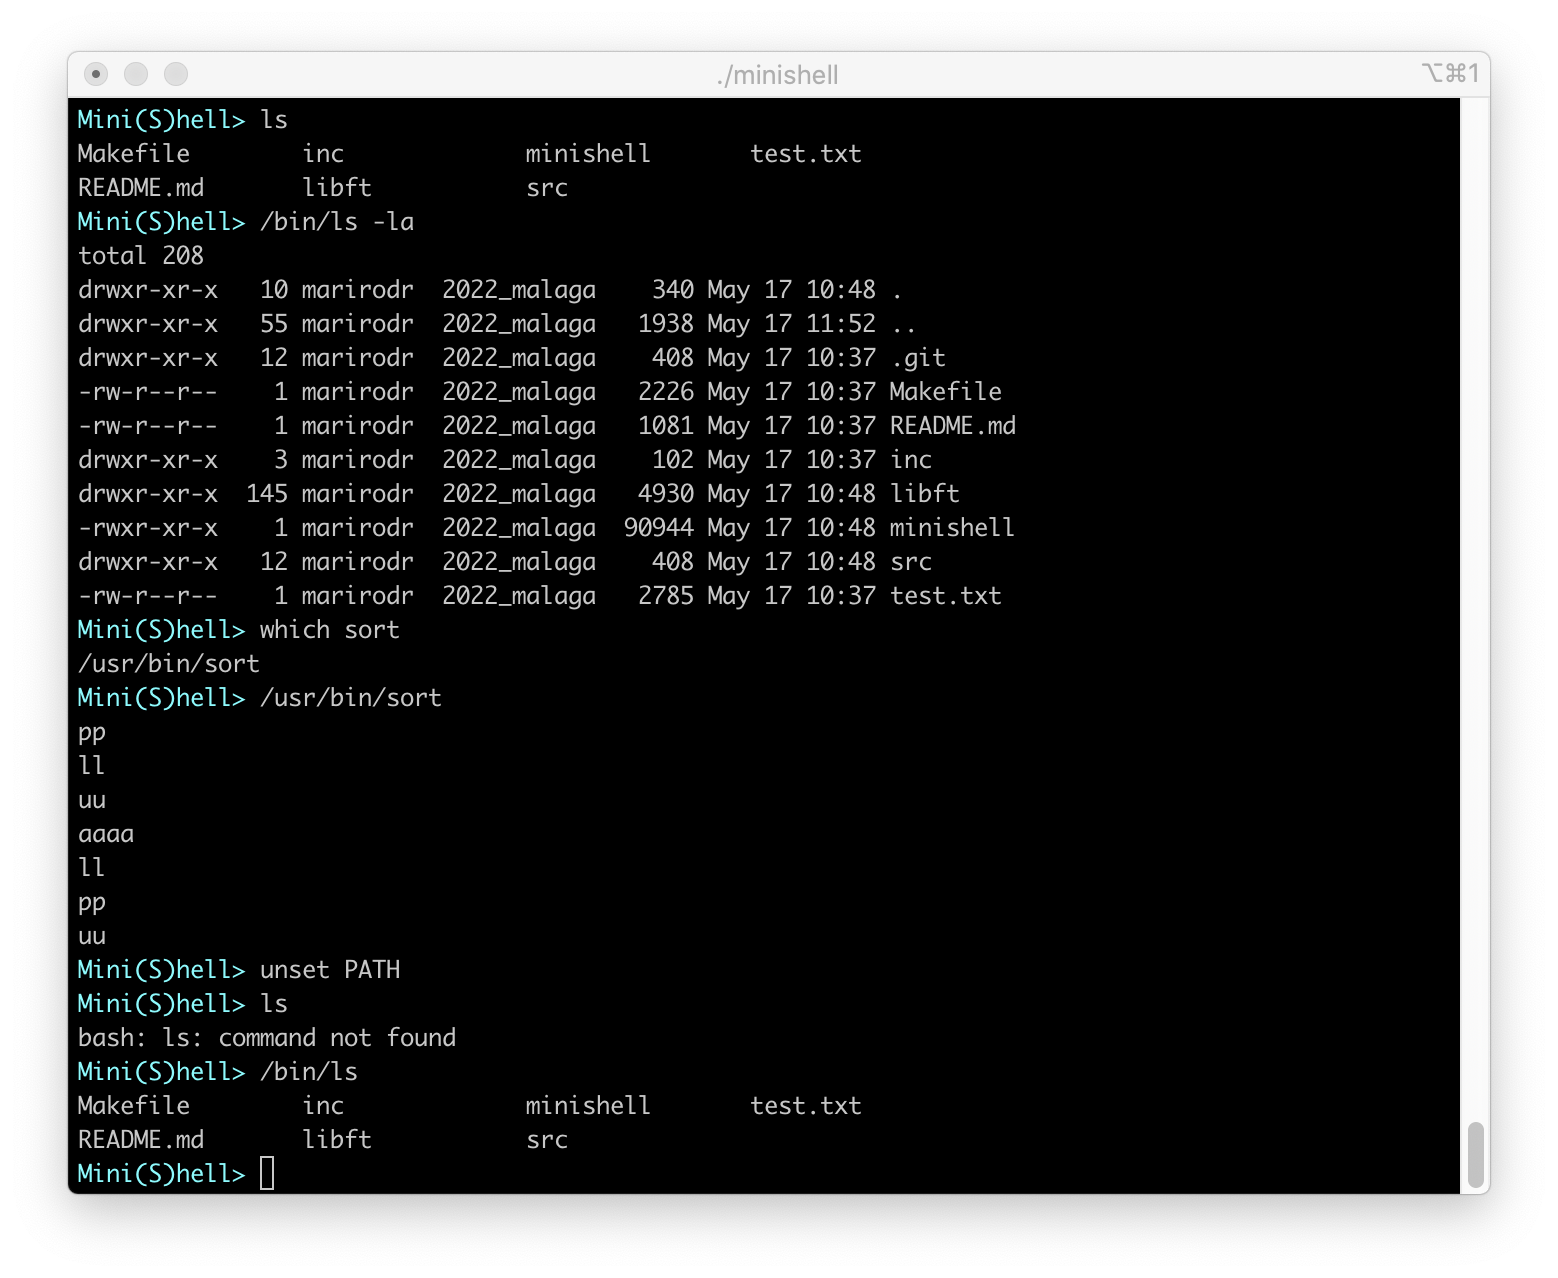 ./minishell ⌥⌘1
Mini(S)hell> ls
Makefile        inc             minishell       test.txt
README.md       libft           src
Mini(S)hell> /bin/ls -la
total 208
drwxr-xr-x   10 marirodr  2022_malaga    340 May 17 10:48 .
drwxr-xr-x   55 marirodr  2022_malaga   1938 May 17 11:52 ..
drwxr-xr-x   12 marirodr  2022_malaga    408 May 17 10:37 .git
-rw-r--r--    1 marirodr  2022_malaga   2226 May 17 10:37 Makefile
-rw-r--r--    1 marirodr  2022_malaga   1081 May 17 10:37 README.md
drwxr-xr-x    3 marirodr  2022_malaga    102 May 17 10:37 inc
drwxr-xr-x  145 marirodr  2022_malaga   4930 May 17 10:48 libft
-rwxr-xr-x    1 marirodr  2022_malaga  90944 May 17 10:48 minishell
drwxr-xr-x   12 marirodr  2022_malaga    408 May 17 10:48 src
-rw-r--r--    1 marirodr  2022_malaga   2785 May 17 10:37 test.txt
Mini(S)hell> which sort
/usr/bin/sort
Mini(S)hell> /usr/bin/sort
pp
ll
uu
aaaa
ll
pp
uu
Mini(S)hell> unset PATH
Mini(S)hell> ls
bash: ls: command not found
Mini(S)hell> /bin/ls
Makefile        inc             minishell       test.txt
README.md       libft           src
Mini(S)hell>